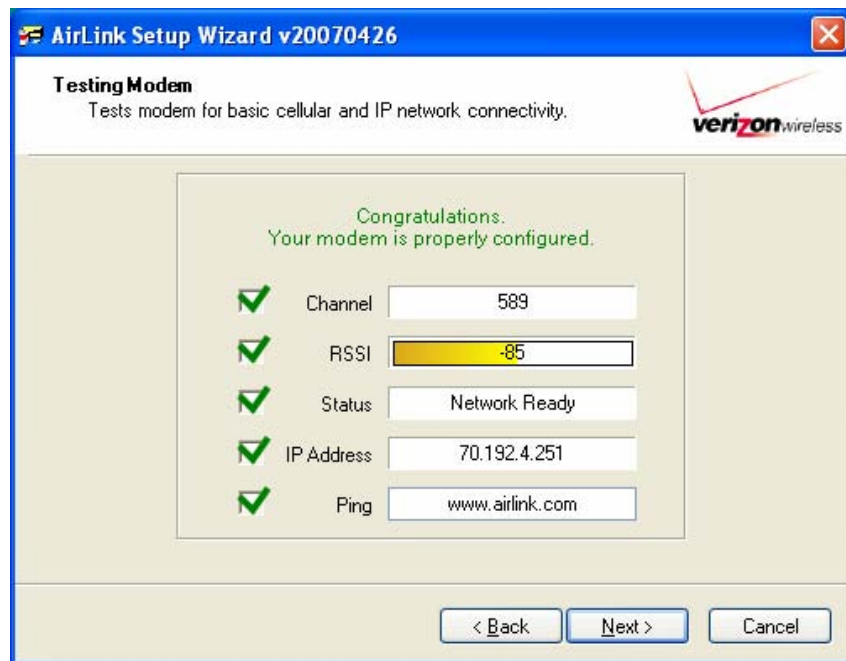 AirLink Setup Wizard v20070426
Testing Modem
Tests modem for basic cellular and IP network connectivity.
verizonwireless
Congratulations.
Your modem is properly configured.
Channel 589
RSSI -85
Status Network Ready
IP Address 70.192.4.251
Ping www.airlink.com
< Back Next > Cancel